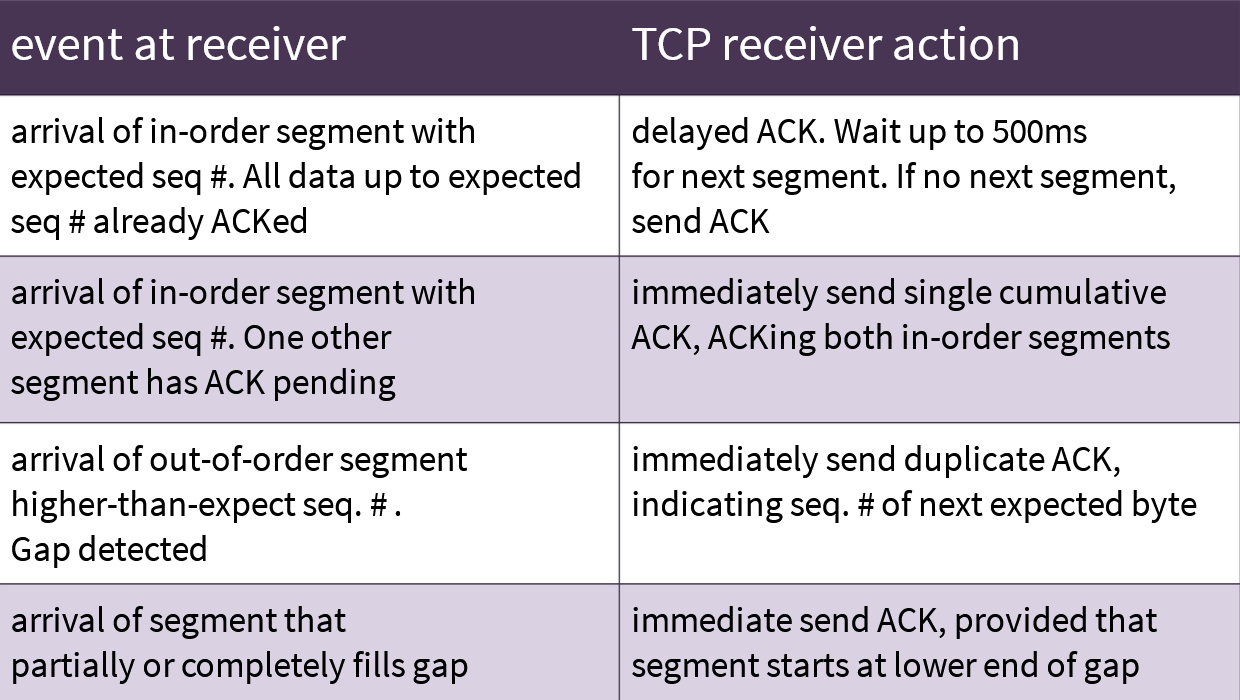 event at receiver
TCP receiver action
arrival of in-order segment with
expected seq #. All data up to expected
seq # already ACKed
delayed ACK. Wait up to 500ms
for next segment. If no next segment,
send ACK
arrival of in-order segment with
expected seq #. One other
segment has ACK pending
immediately send single cumulative
ACK, ACKing both in-order segments
arrival of out-of-order segment
higher-than-expect seq. # .
Gap detected
immediately send duplicate ACK,
indicating seq. # of next expected byte
arrival of segment that
partially or completely fills gap
immediate send ACK, provided that
segment starts at lower end of gap